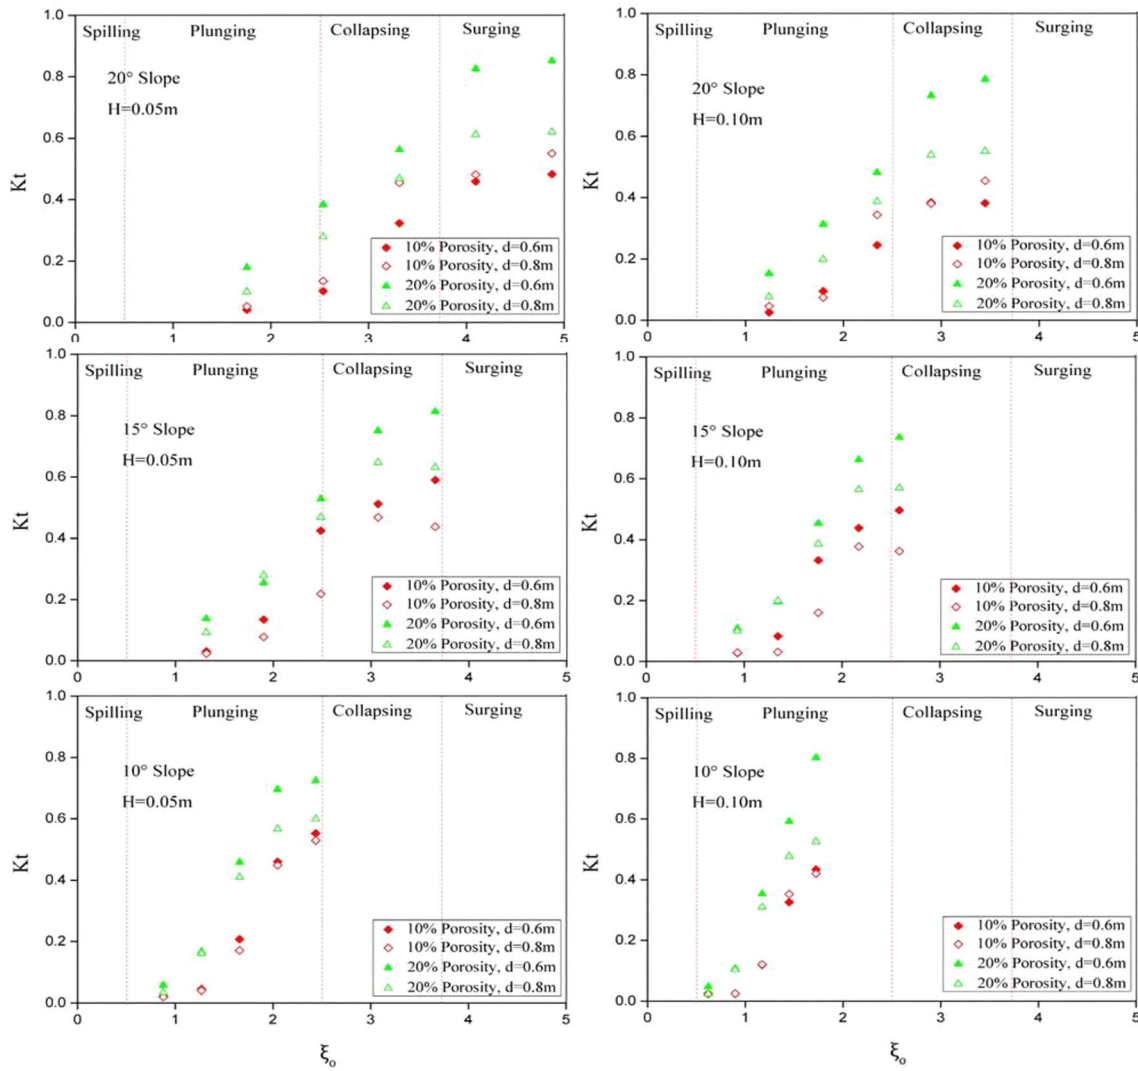 Spilling Plunging Collapsing Surging
20° Slope
H=0.05m
Kt
1.0
0.8
0.6
0.4
0.2
0.0
0 1 2 3 4 5
10% Porosity, d=0.6m
10% Porosity, d=0.8m
20% Porosity, d=0.6m
20% Porosity, d=0.8m
Spilling Plunging Collapsing Surging
20° Slope
H=0.10m
Kt
1.0
0.8
0.6
0.4
0.2
0.0
0 1 2 3 4 5
10% Porosity, d=0.6m
10% Porosity, d=0.8m
20% Porosity, d=0.6m
20% Porosity, d=0.8m
Spilling Plunging Collapsing Surging
15° Slope
H=0.05m
Kt
1.0
0.8
0.6
0.4
0.2
0.0
0 1 2 3 4 5
10% Porosity, d=0.6m
10% Porosity, d=0.8m
20% Porosity, d=0.6m
20% Porosity, d=0.8m
Spilling Plunging Collapsing Surging
15° Slope
H=0.10m
Kt
1.0
0.8
0.6
0.4
0.2
0.0
0 1 2 3 4 5
10% Porosity, d=0.6m
10% Porosity, d=0.8m
20% Porosity, d=0.6m
20% Porosity, d=0.8m
Spilling Plunging Collapsing Surging
10° Slope
H=0.05m
Kt
1.0
0.8
0.6
0.4
0.2
0.0
0 1 2 3 4 5
10% Porosity, d=0.6m
10% Porosity, d=0.8m
20% Porosity, d=0.6m
20% Porosity, d=0.8m
ξₒ
Spilling Plunging Collapsing Surging
10° Slope
H=0.10m
Kt
1.0
0.8
0.6
0.4
0.2
0.0
0 1 2 3 4 5
10% Porosity, d=0.6m
10% Porosity, d=0.8m
20% Porosity, d=0.6m
20% Porosity, d=0.8m
ξₒ